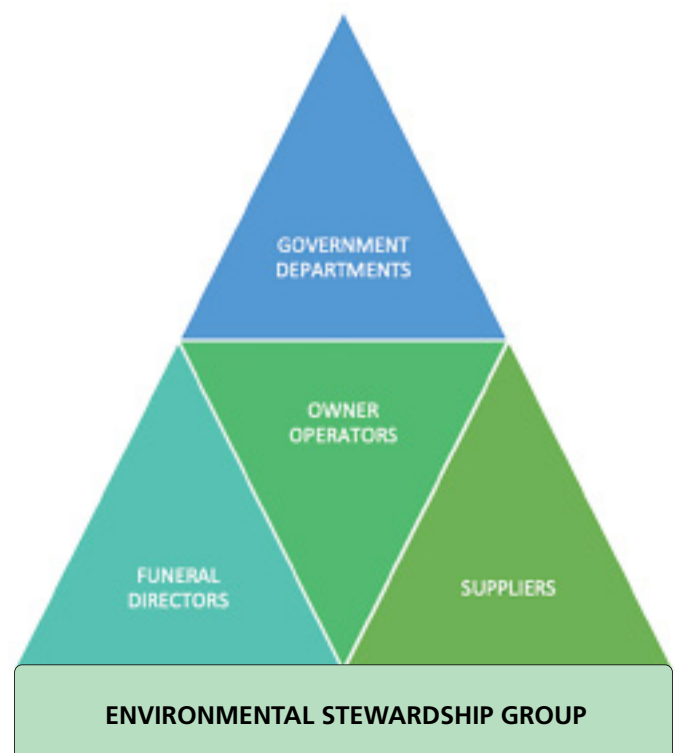 GOVERNMENT
DEPARTMENTS
OWNER
OPERATORS
FUNERAL
DIRECTORS
SUPPLIERS
ENVIRONMENTAL STEWARDSHIP GROUP